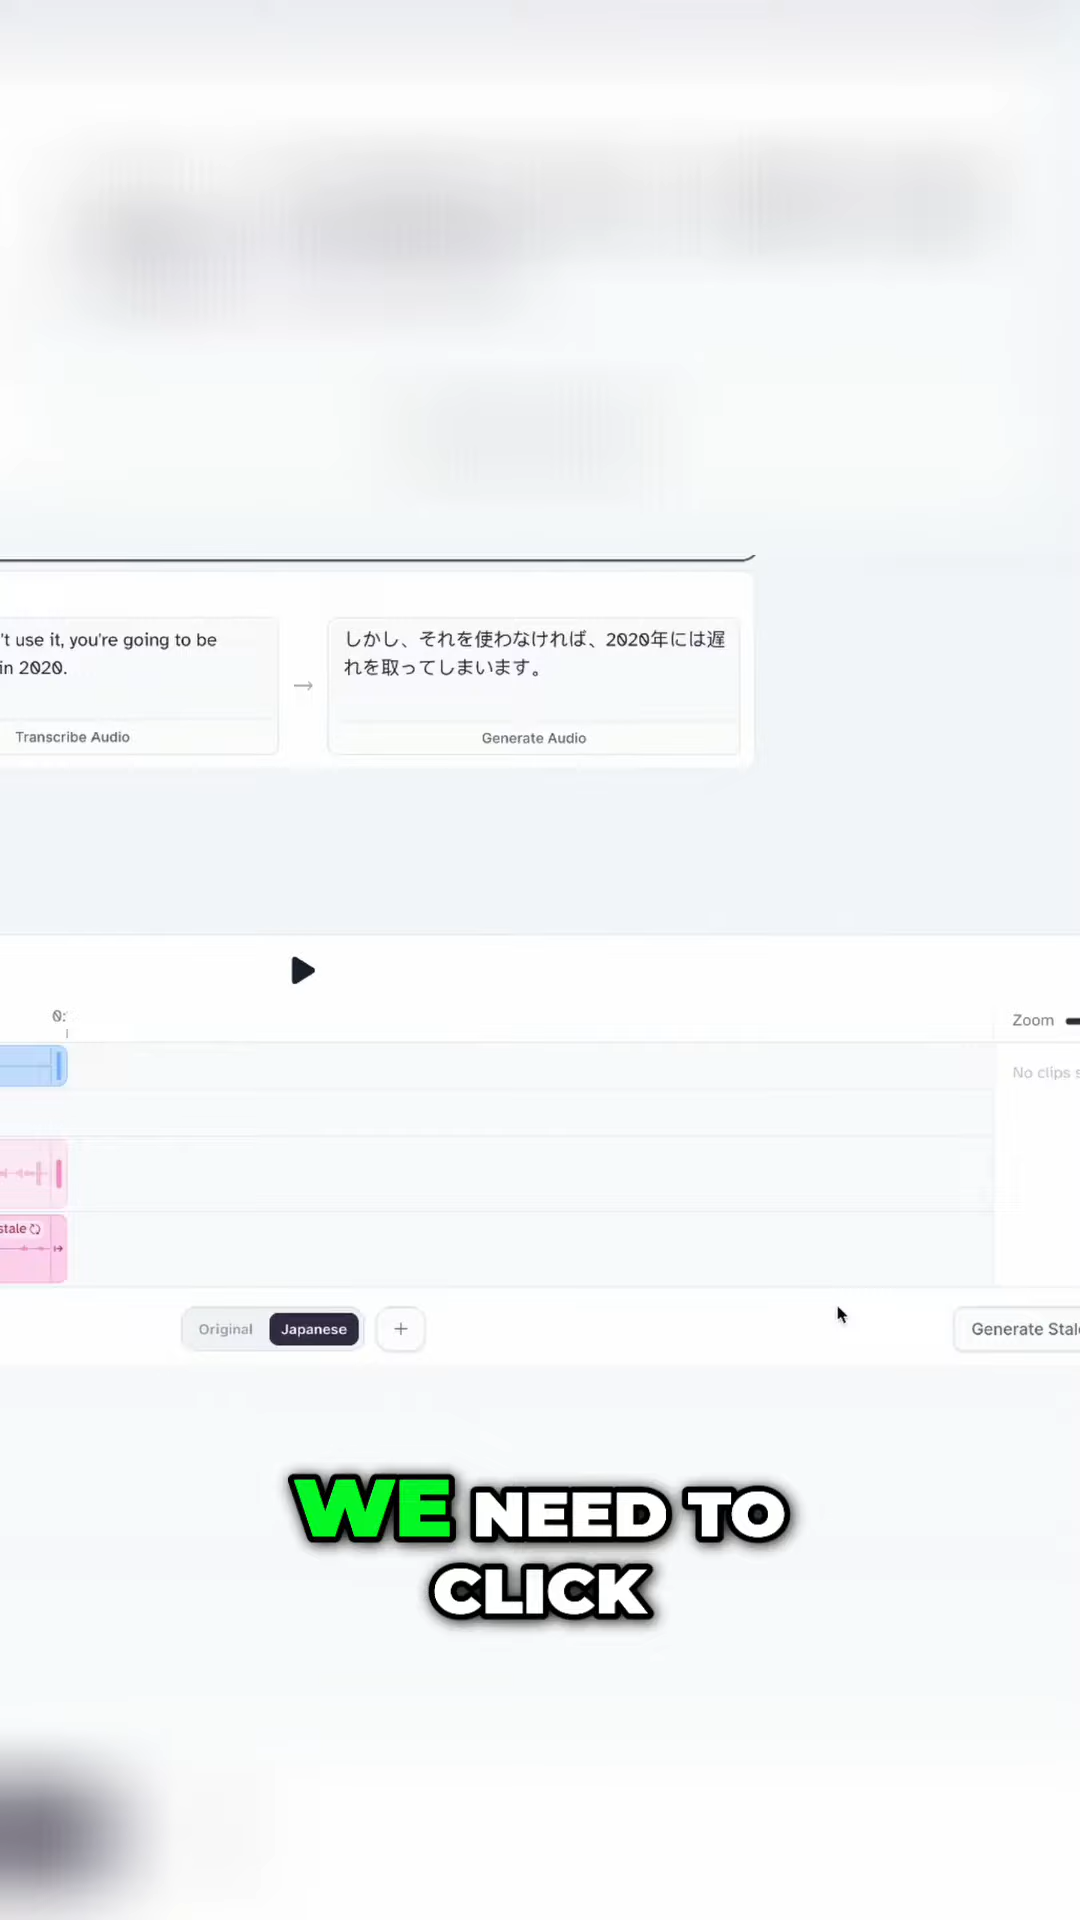 't use it, you're going to be
in 2020.
Transcribe Audio
→
しかし、それを使わなければ、2020年には遅
れを取ってしまいます。
Generate Audio
0:
Zoom
No clips
stale
Original
Japanese
+
Generate
WE NEED TO
CLICK